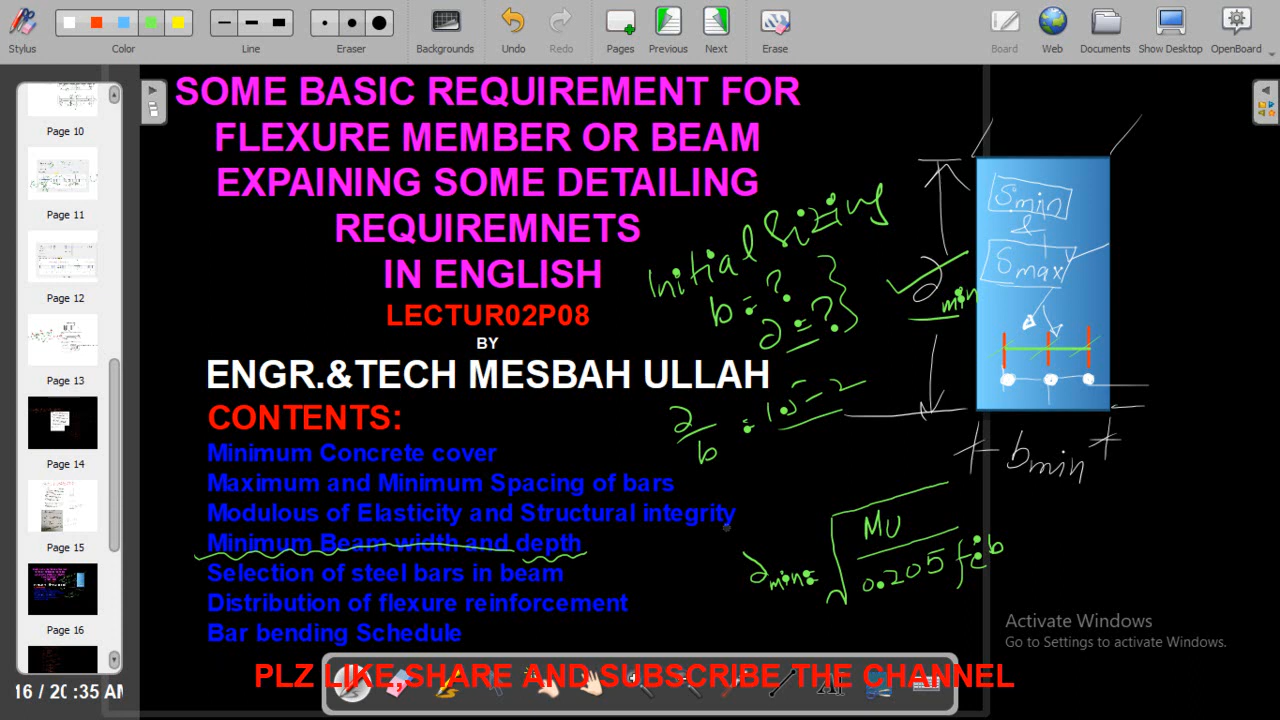 Stylus
Color
Line
Eraser
Backgrounds
Undo
Redo
Pages
Previous
Next
Erase
Board
Web
Documents
Show Desktop
OpenBoard
Page 10
Page 11
Page 12
Page 13
Page 14
Page 15
Page 16
SOME BASIC REQUIREMENT FOR
FLEXURE MEMBER OR BEAM
EXPAINING SOME DETAILING
REQUIREMNETS
IN ENGLISH
LECTUR02P08
BY
ENGR.&TECH MESBAH ULLAH
CONTENTS:
Minimum Concrete cover
Maximum and Minimum Spacing of bars
Modulous of Elasticity and Structural integrity
Minimum Beam width and depth
Selection of steel bars in beam
Distribution of flexure reinforcement
Bar bending Schedule
PLZ LIKE,SHARE AND SUBSCRIBE THE CHANNEL
Initial Sizing
b = ?
d = ?
d/b = 1.5 - 2
d min
Smin
&
Smax
bmin
dmin = √(MU / 0.205 fc b)
Activate Windows
Go to Settings to activate Windows.